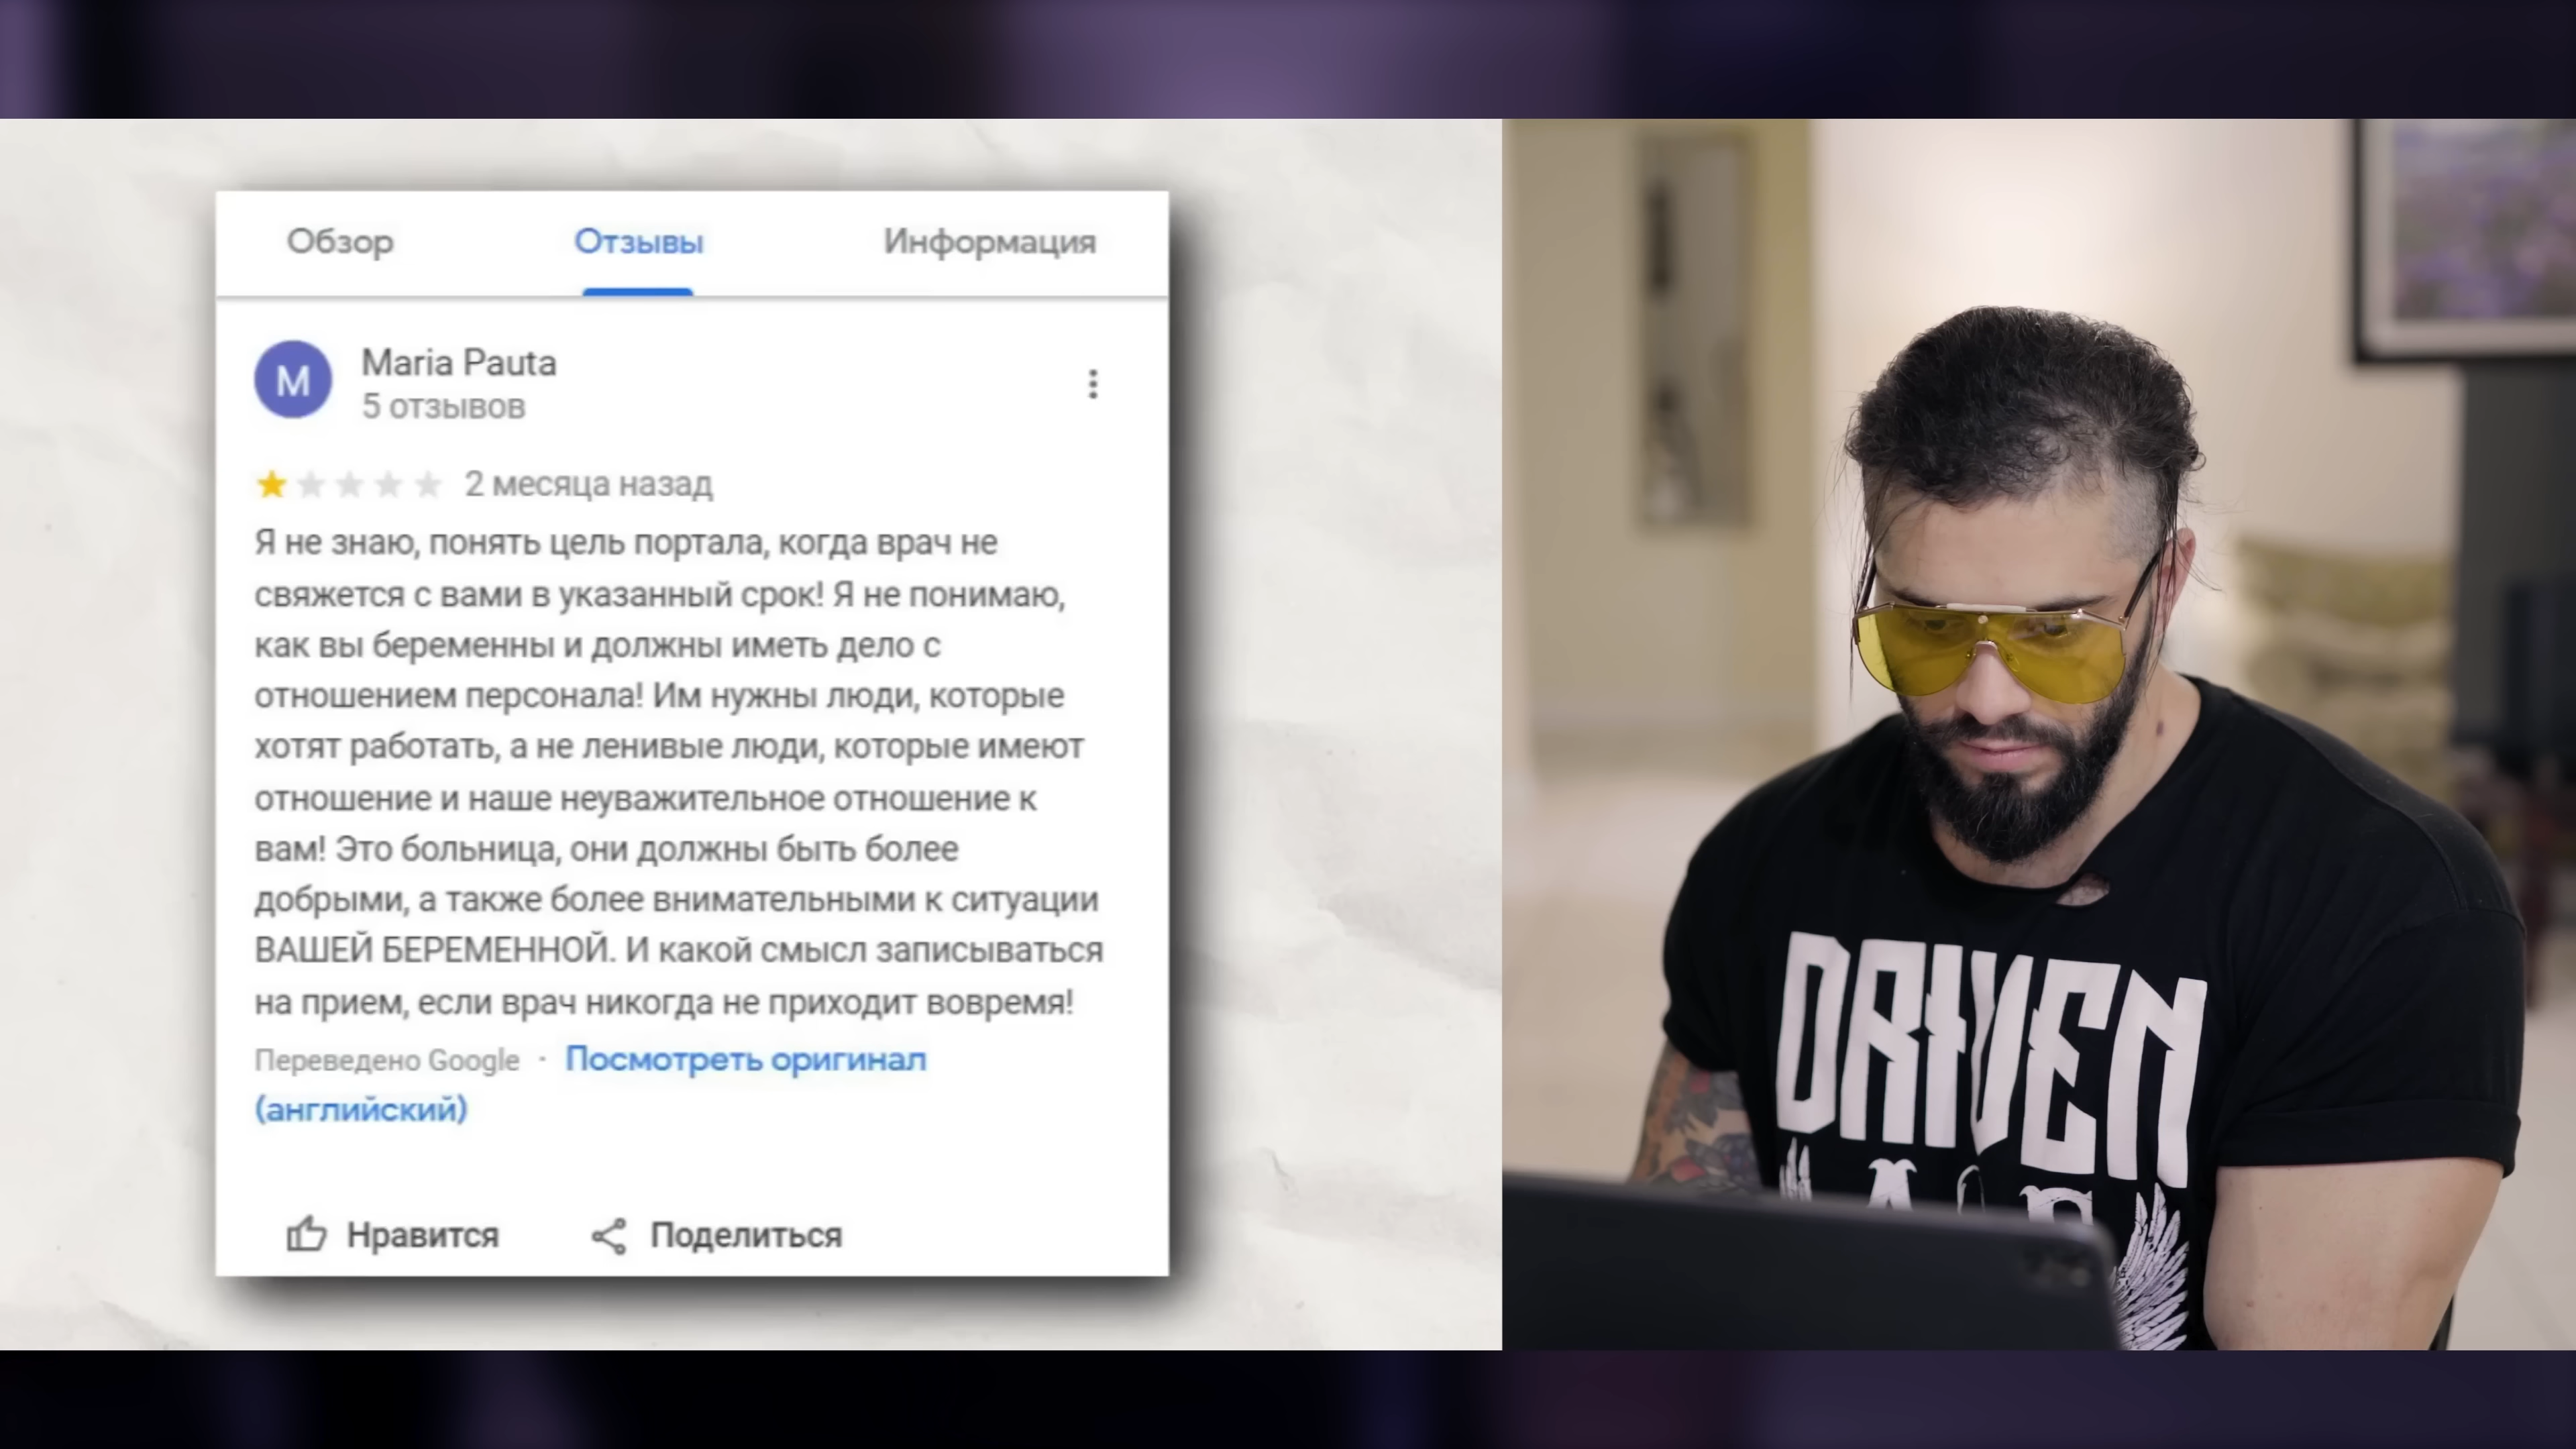 Обзор Отзывы Информация
M
Maria Pauta
5 отзывов
2 месяца назад
Я не знаю, понять цель портала, когда врач не
свяжется с вами в указанный срок! Я не понимаю,
как вы беременны и должны иметь дело с
отношением персонала! Им нужны люди, которые
хотят работать, а не ленивые люди, которые имеют
отношение и наше неуважительное отношение к
вам! Это больница, они должны быть более
добрыми, а также более внимательными к ситуации
ВАШЕЙ БЕРЕМЕННОЙ. И какой смысл записываться
на прием, если врач никогда не приходит вовремя!
Переведено Google · Посмотреть оригинал
(английский)
Нравится Поделиться
DRIVEN